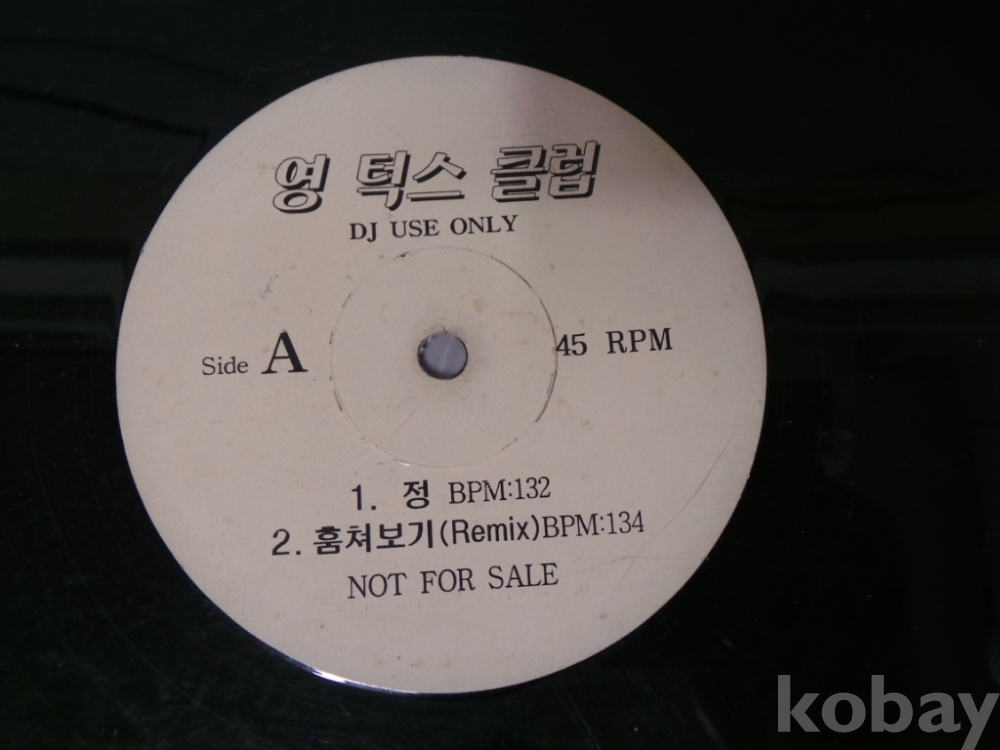 영 턱스 클럽
DJ USE ONLY
Side A
45 RPM
1. 정 BPM:132
2. 훔쳐보기(Remix)BPM:134
NOT FOR SALE
kobay